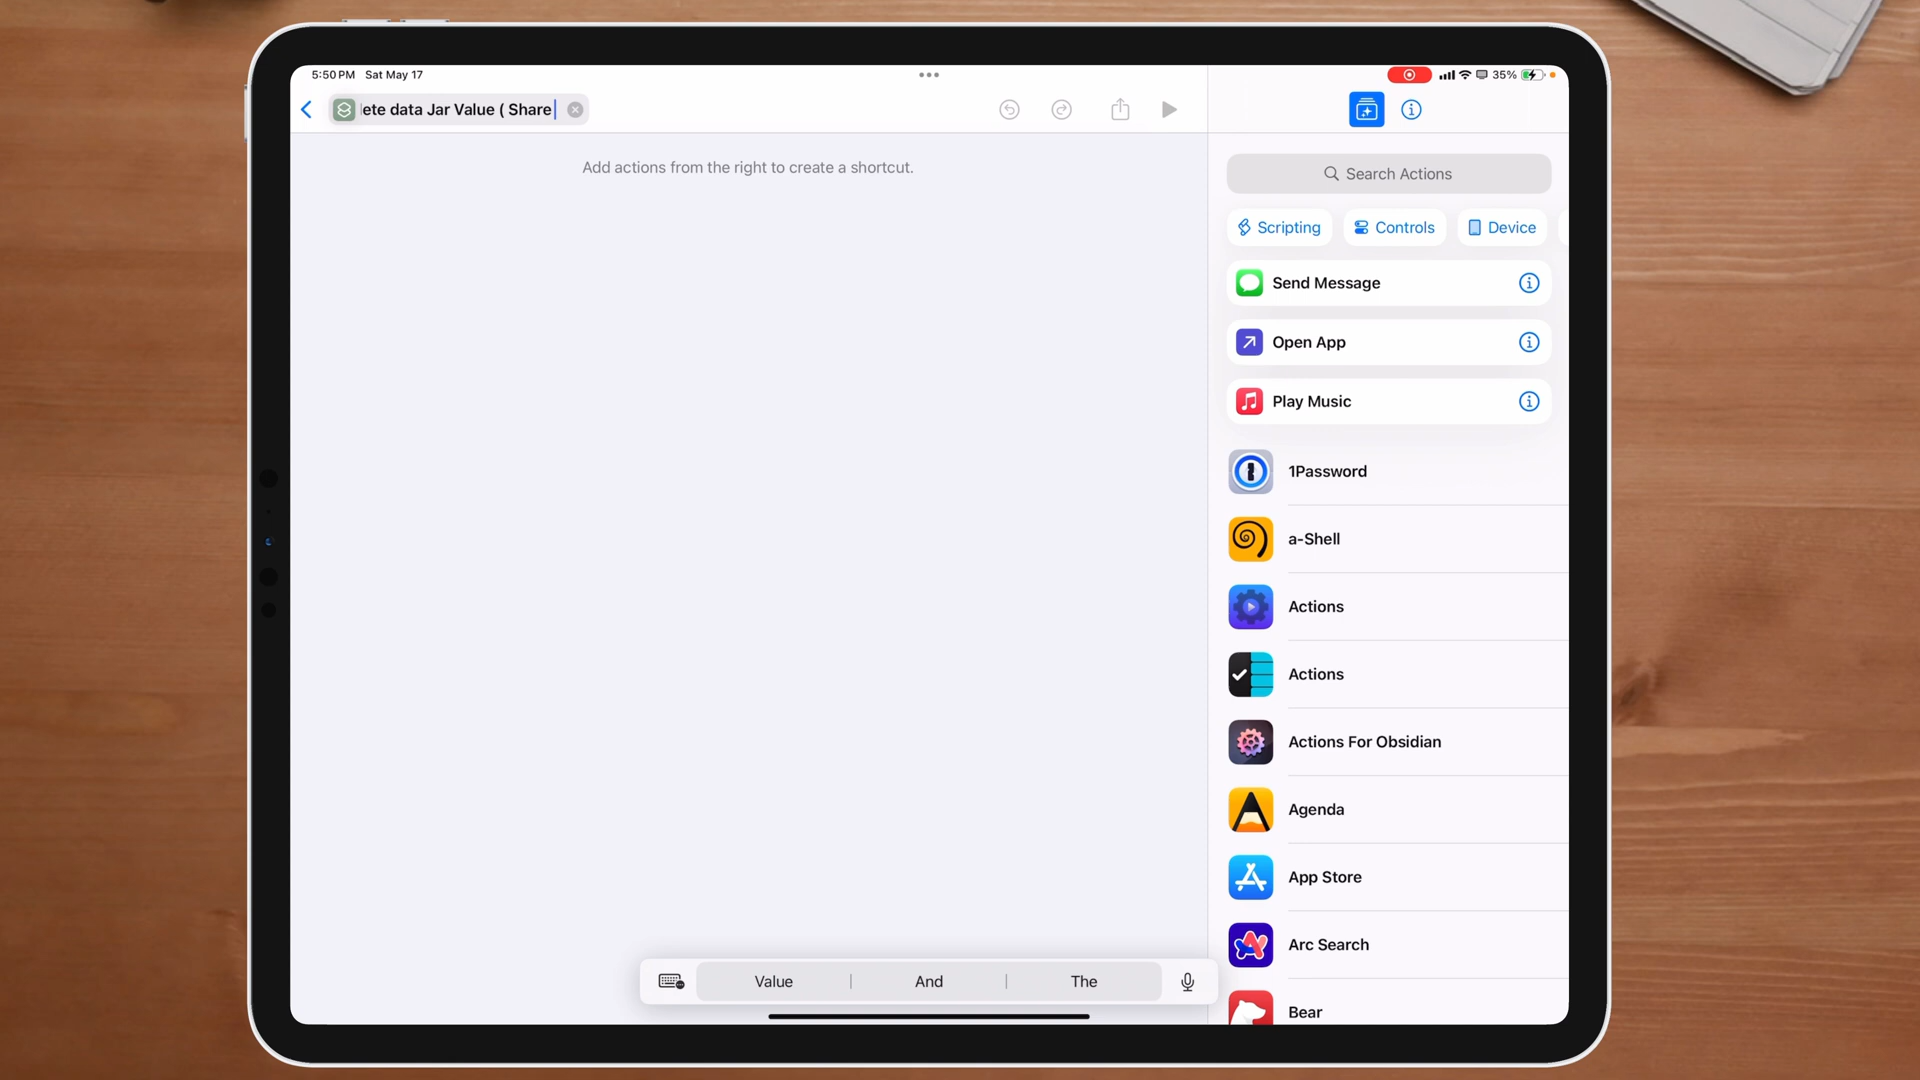 5:50 PM Sat May 17
35%
ete data Jar Value ( Share
Add actions from the right to create a shortcut.
Search Actions
Scripting
Controls
Device
Send Message
Open App
Play Music
1Password
a-Shell
Actions
Actions
Actions For Obsidian
Agenda
App Store
Arc Search
Bear
Value
And
The